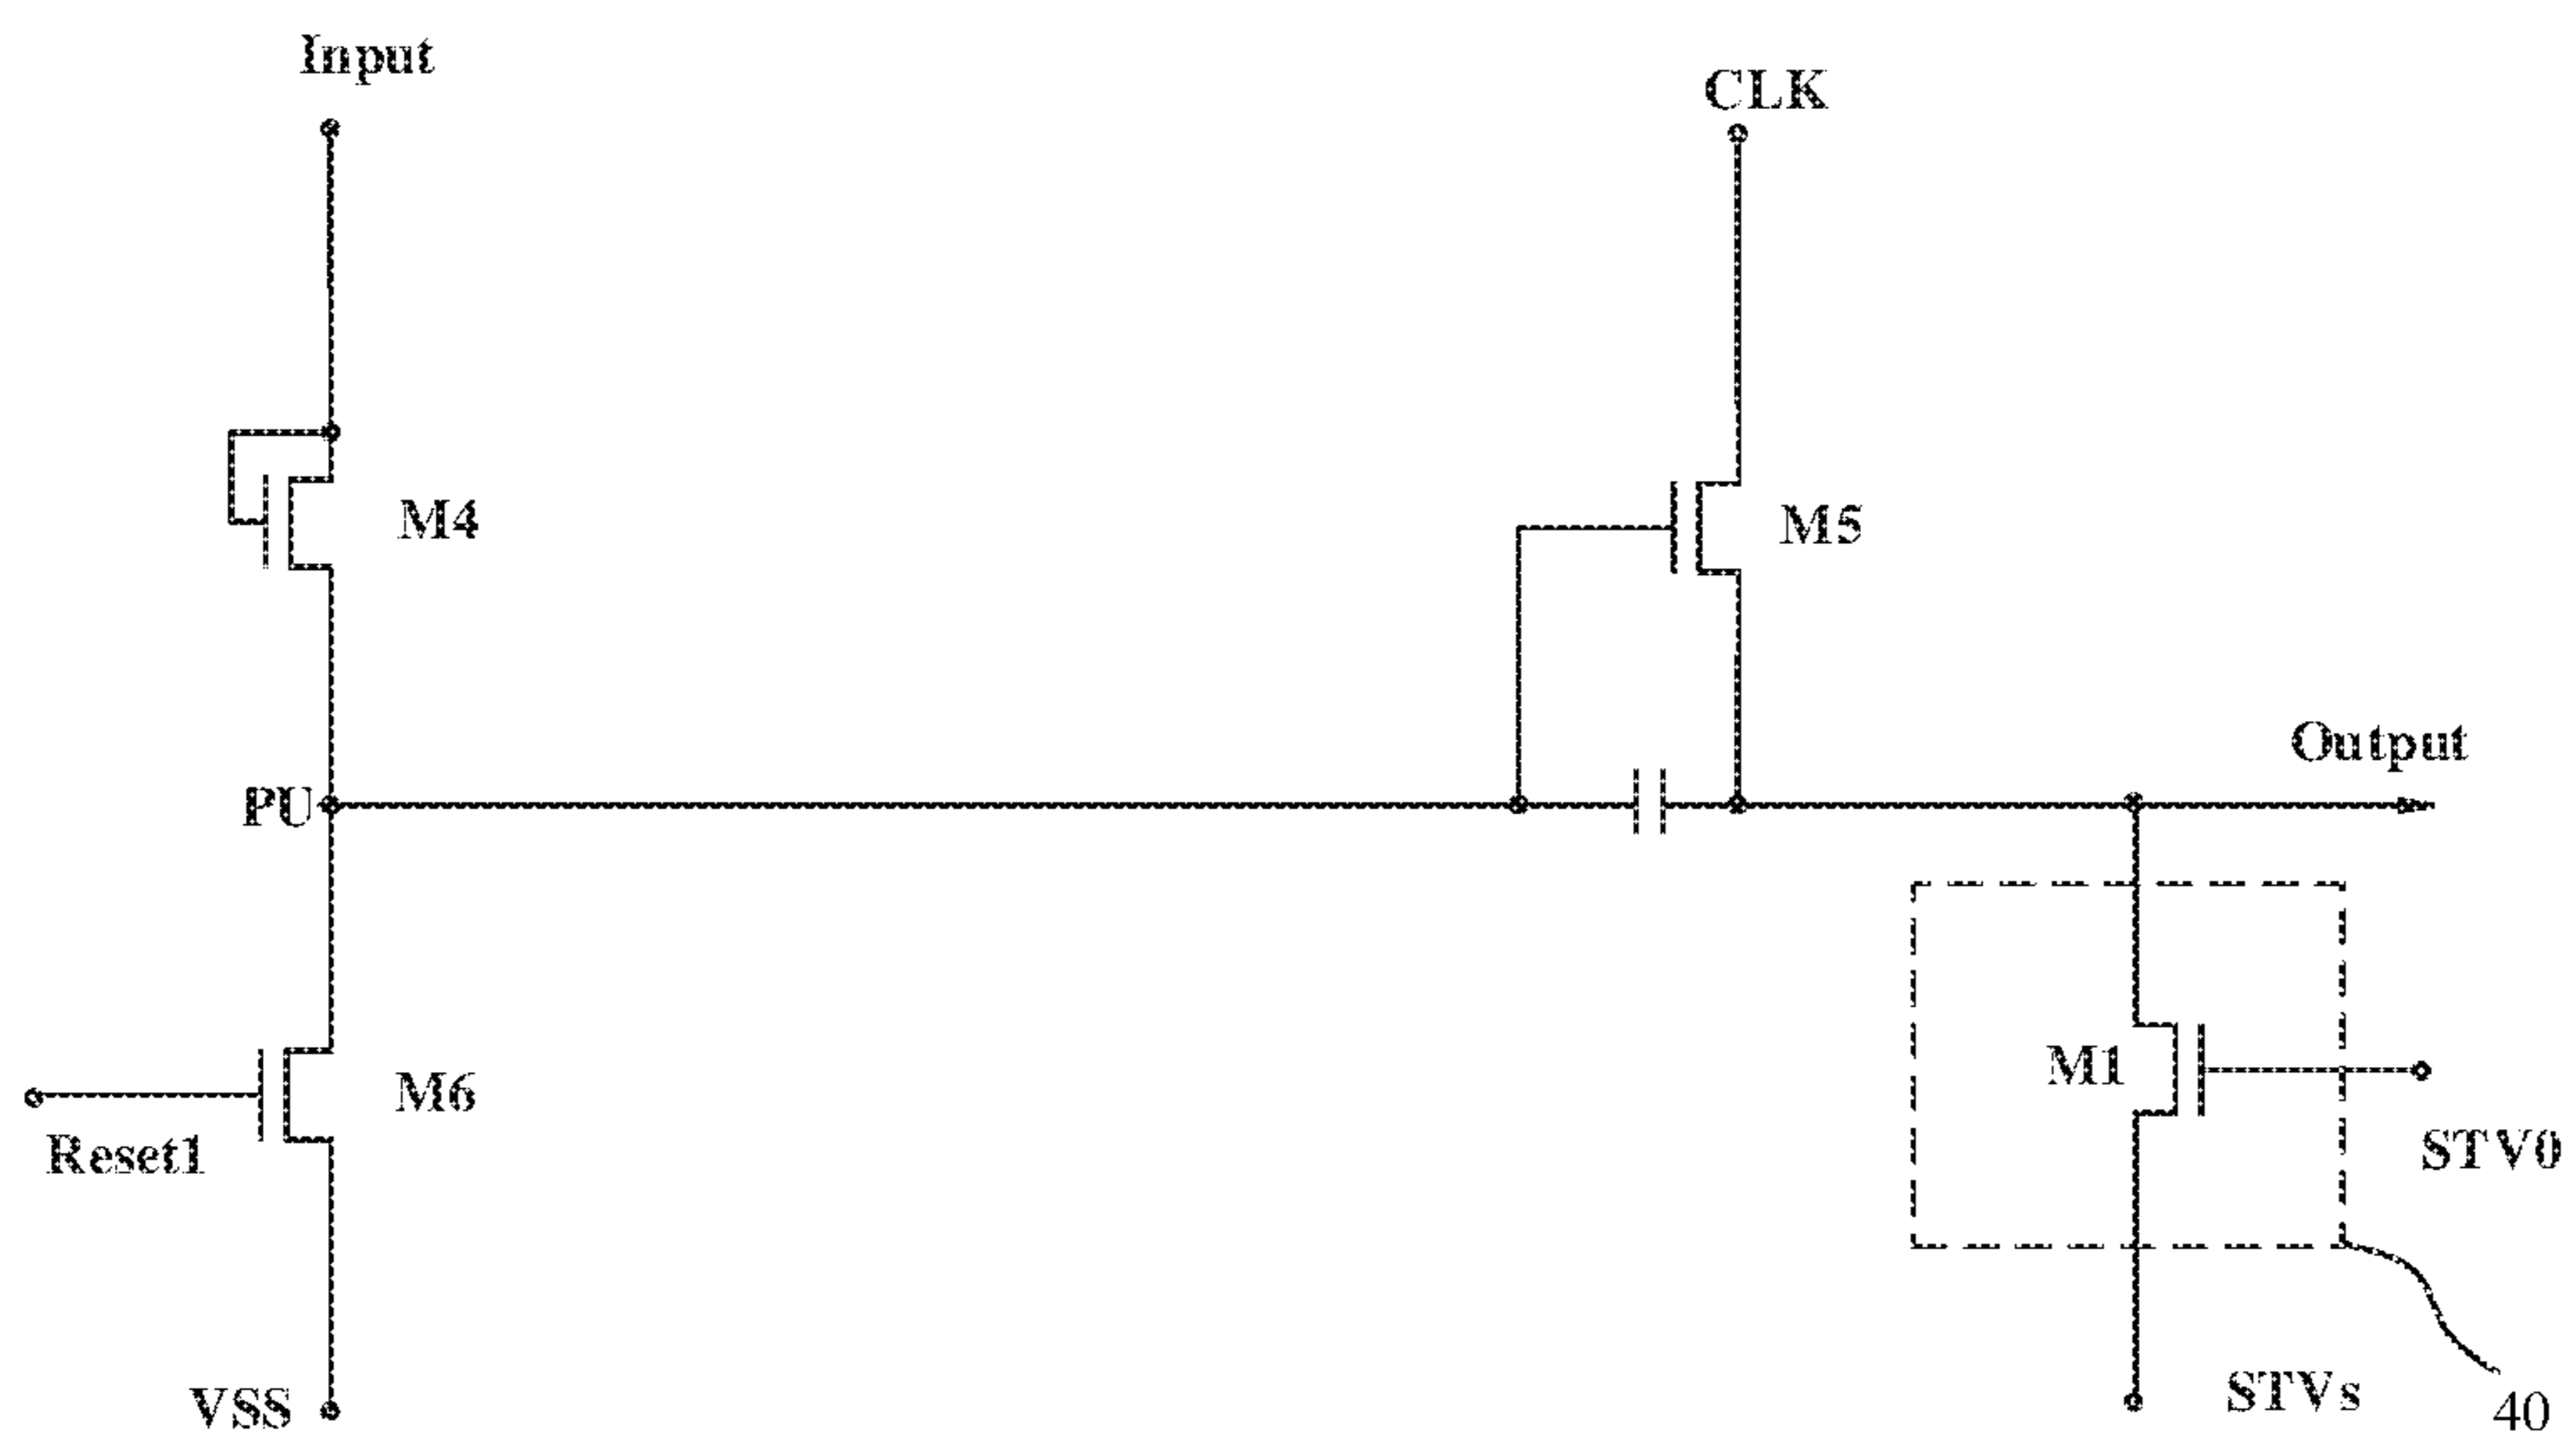 Input
CLK
M4
M5
Output
PU
M1
M6
Reset1
STV0
VSS
STVs
40